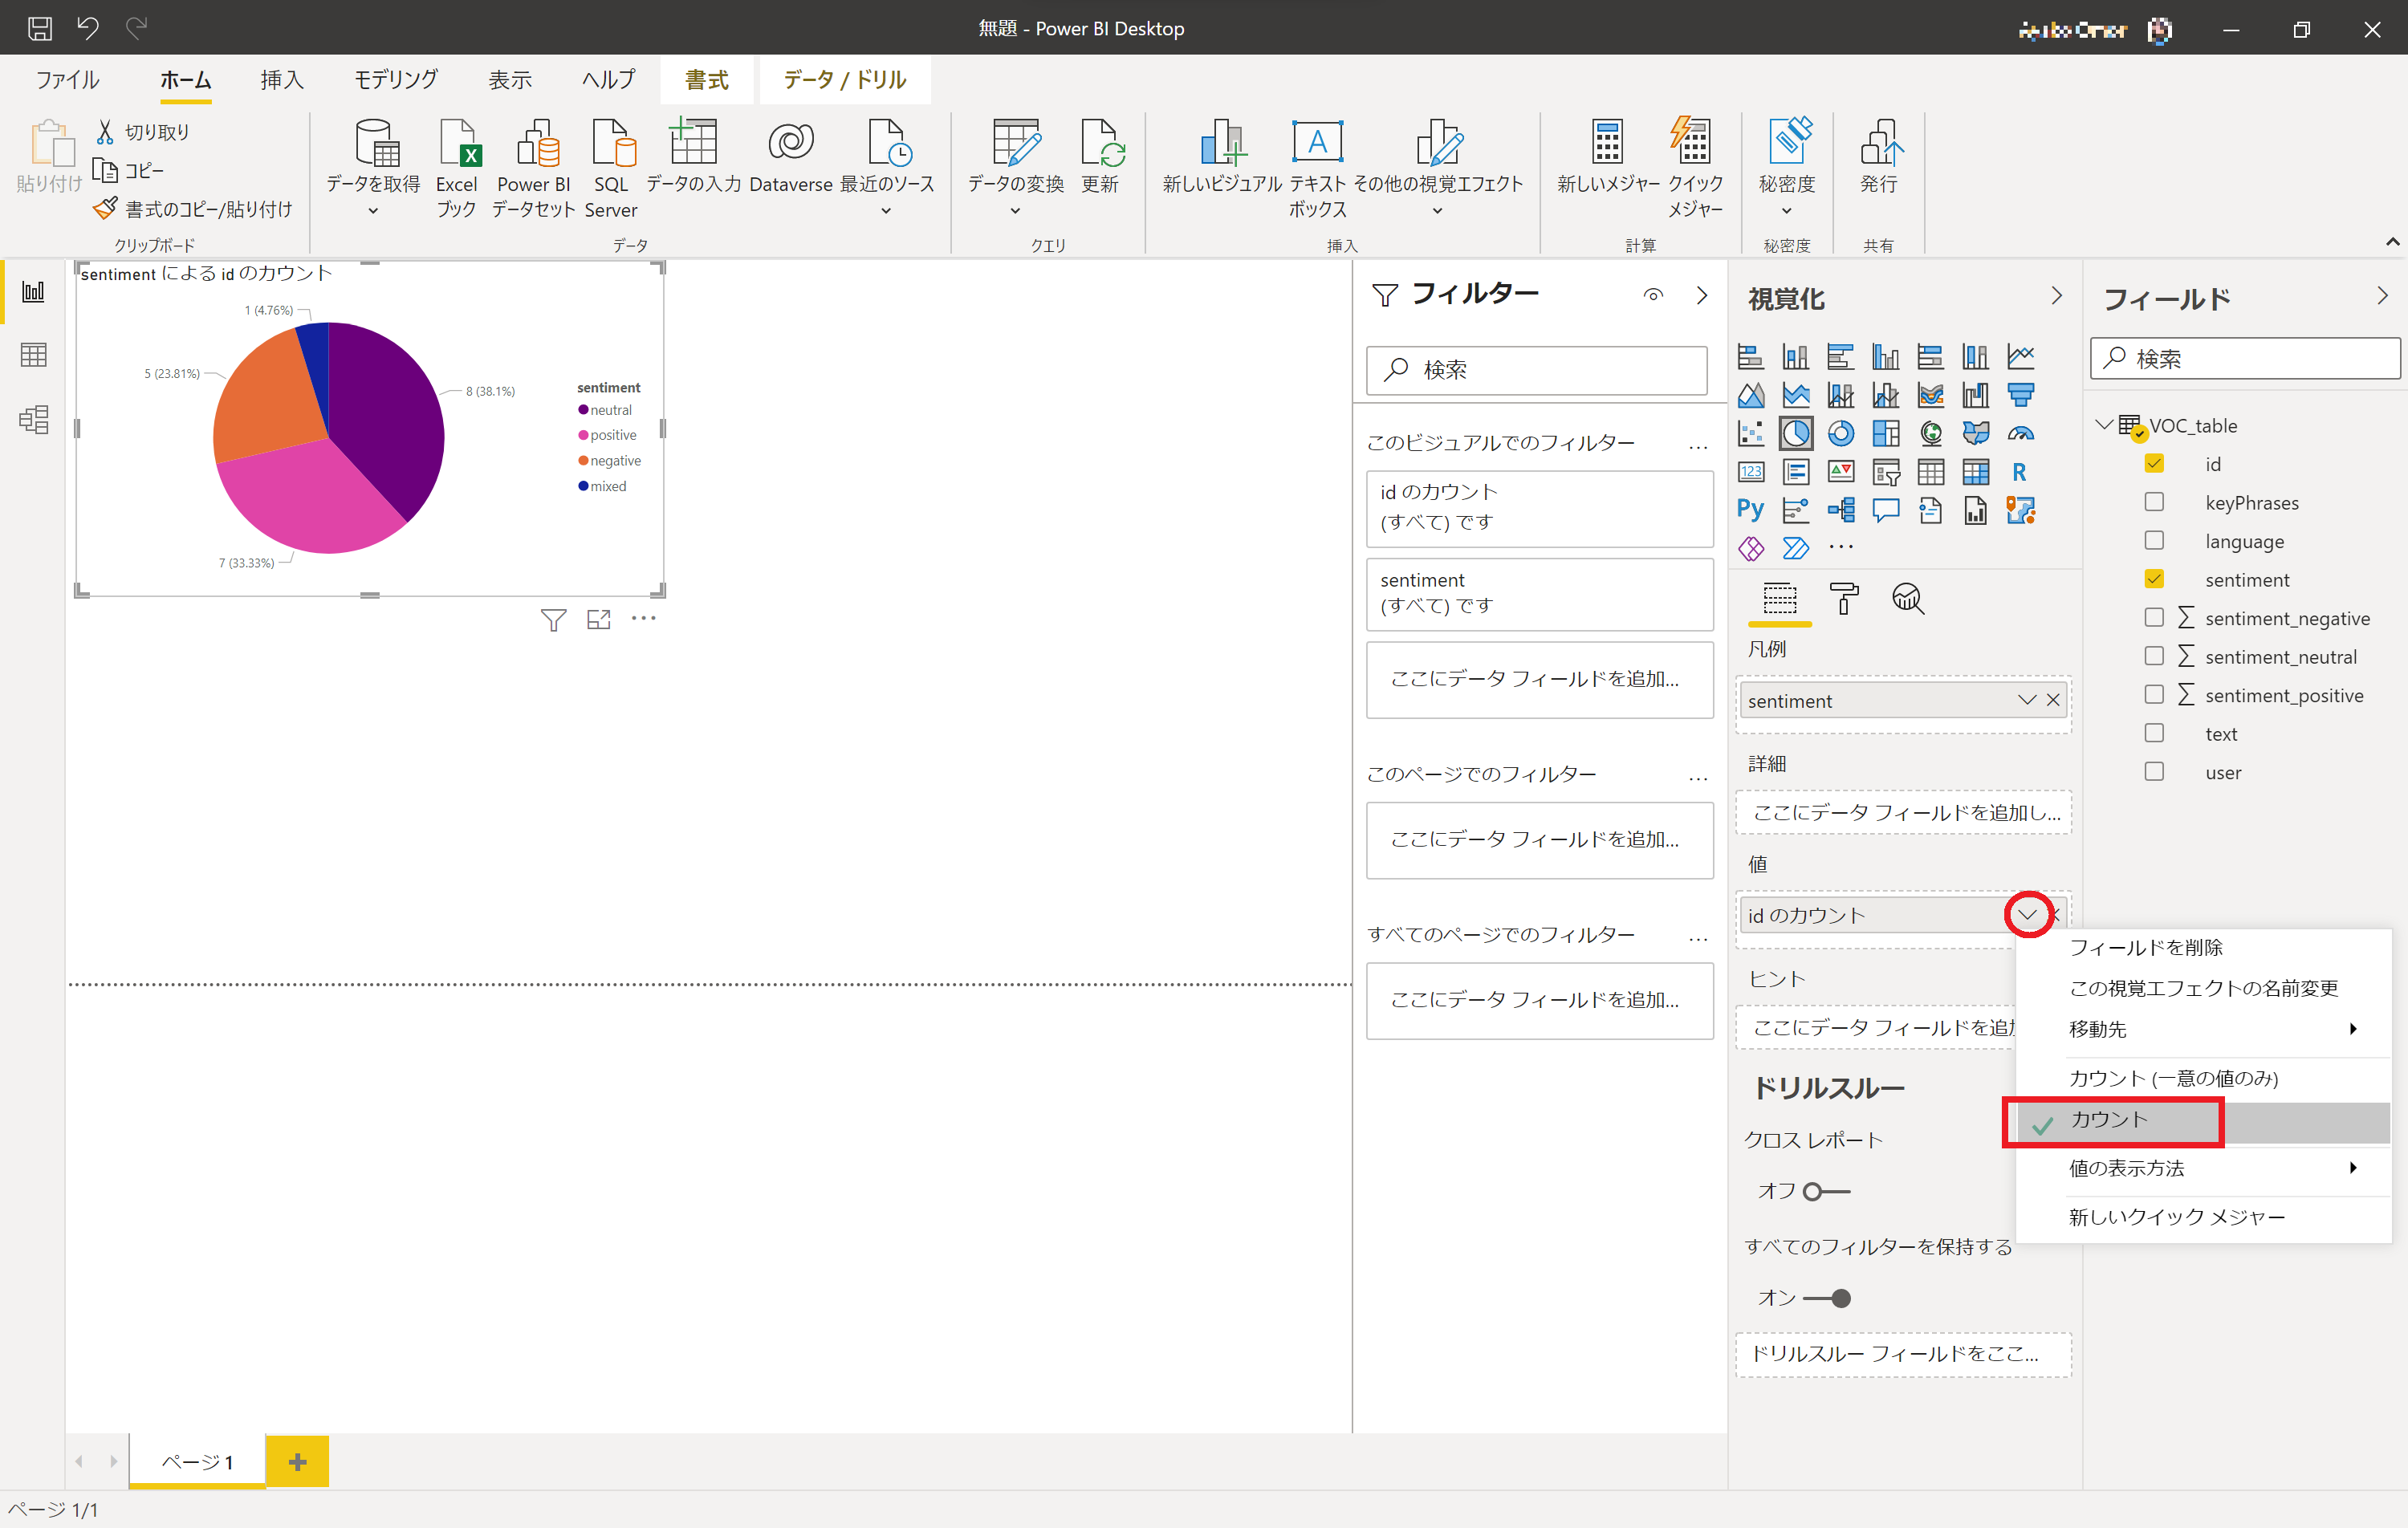 無題 - Power BI Desktop
ファイル
ホーム
挿入
モデリング
表示
ヘルプ
書式
データ / ドリル
貼り付け
切り取り
コピー
書式のコピー/貼り付け
クリップボード
データを取得
Excel
ブック
Power BI
データセット
SQL
Server
データの入力
Dataverse
最近のソース
データ
データの変換
更新
クエリ
新しいビジュアル
テキスト
ボックス
その他の視覚エフェクト
挿入
新しいメジャー
クイック
メジャー
計算
秘密度
秘密度
発行
共有
sentiment による id のカウント
1 (4.76%)
5 (23.81%)
8 (38.1%)
7 (33.33%)
sentiment
neutral
positive
negative
mixed
フィルター
検索
このビジュアルでのフィルター ...
id のカウント
(すべて) です
sentiment
(すべて) です
ここにデータ フィールドを追加...
このページでのフィルター ...
ここにデータ フィールドを追加...
すべてのページでのフィルター ...
ここにデータ フィールドを追加...
視覚化
123
R
Py
凡例
sentiment
詳細
ここにデータ フィールドを追加し...
値
id のカウント
ヒント
ここにデータ フィールドを追加
ドリルスルー
クロス レポート
オフ
すべてのフィルターを保持する
オン
ドリルスルー フィールドをここ...
フィールドを削除
この視覚エフェクトの名前変更
移動先
カウント (一意の値のみ)
カウント
値の表示方法
新しいクイック メジャー
フィールド
検索
VOC_table
id
keyPhrases
language
sentiment
∑ sentiment_negative
∑ sentiment_neutral
∑ sentiment_positive
text
user
ページ 1
ページ 1/1